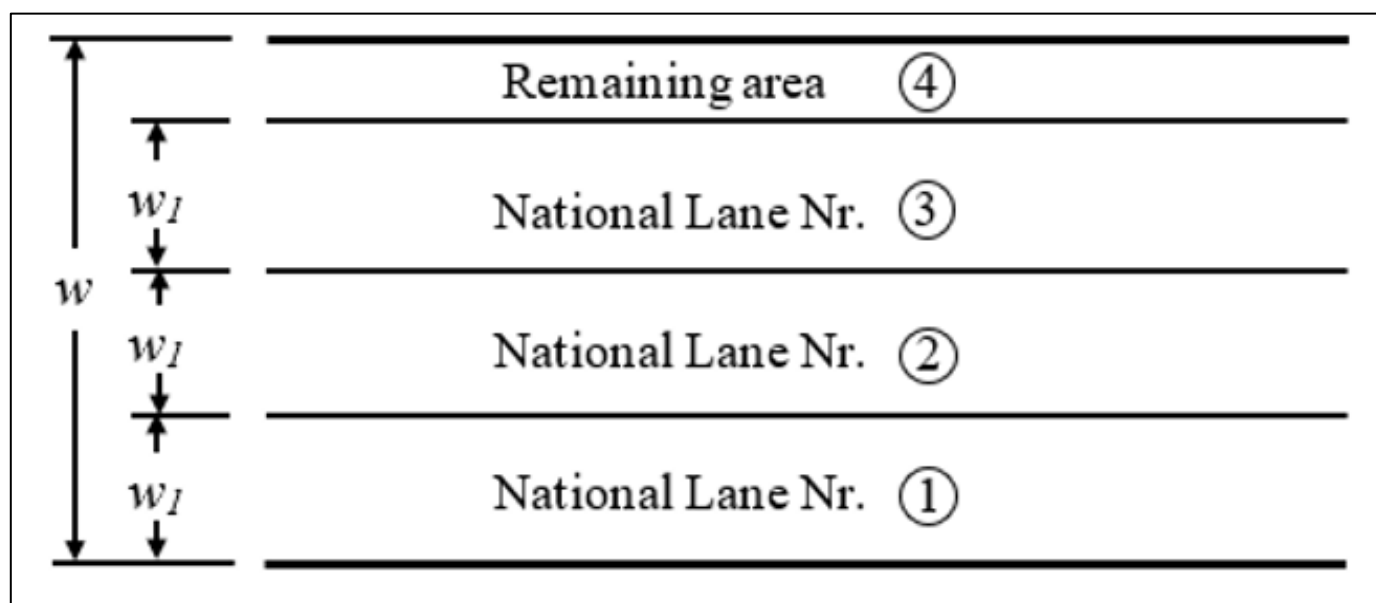 Remaining area ④
w₁
National Lane Nr. ③
w
w₁
National Lane Nr. ②
w₁
National Lane Nr. ①